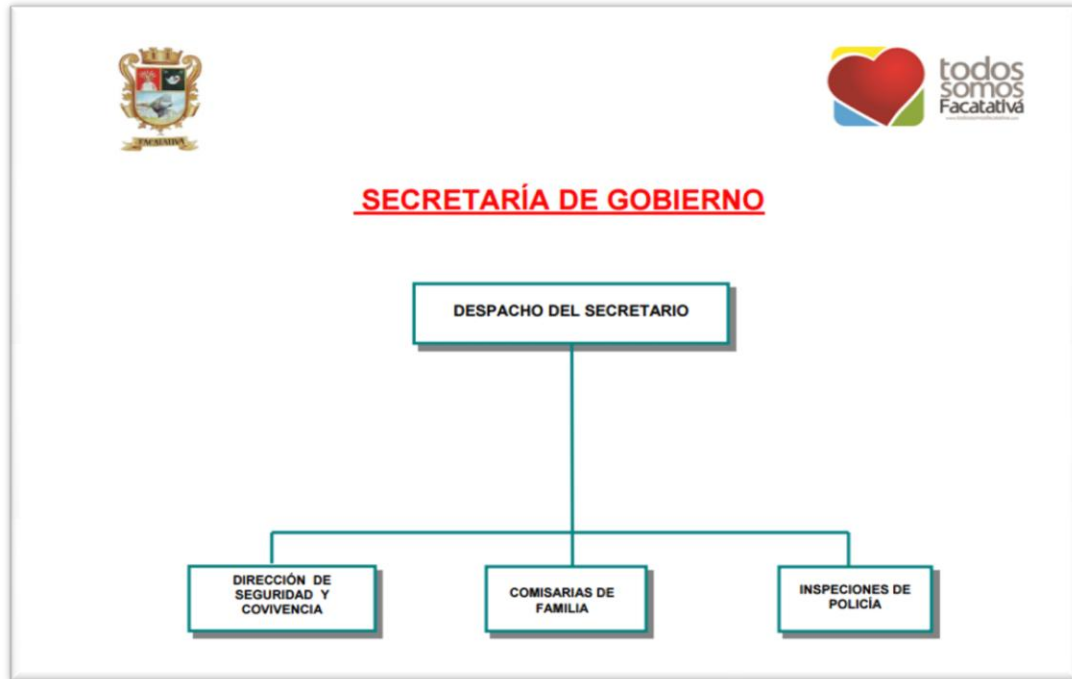 FACATATIVA
todos
somos
Facatativá
SECRETARÍA DE GOBIERNO
DESPACHO DEL SECRETARIO
DIRECCIÓN DE
SEGURIDAD Y
COVIVENCIA
COMISARIAS DE
FAMILIA
INSPECIONES DE
POLICÍA